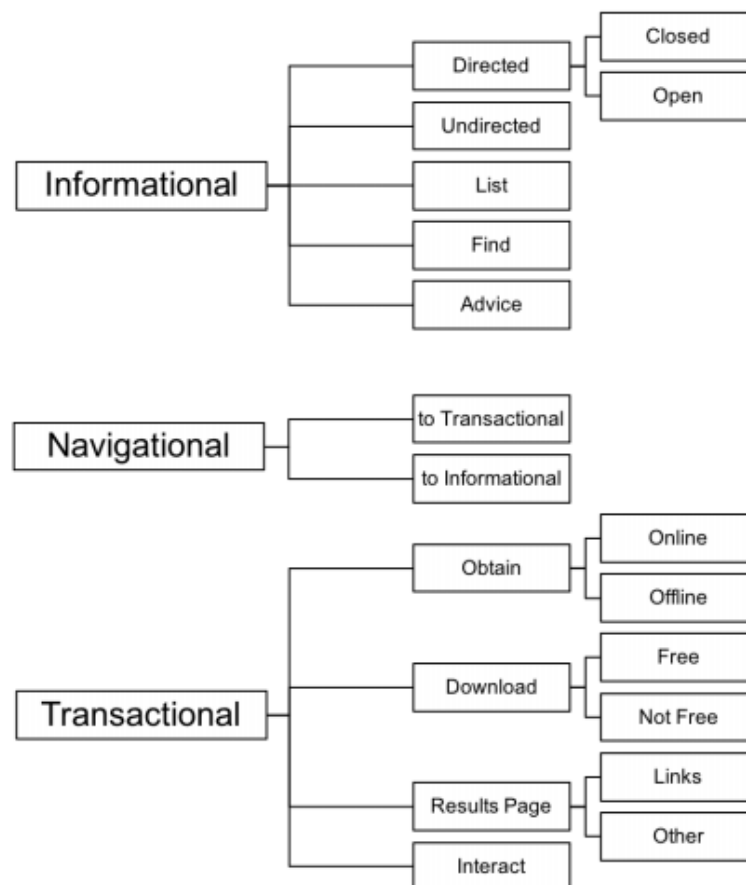 Closed
Directed
Open
Undirected
Informational
List
Find
Advice
to Transactional
Navigational
to Informational
Online
Obtain
Offline
Free
Download
Transactional
Not Free
Links
Results Page
Other
Interact